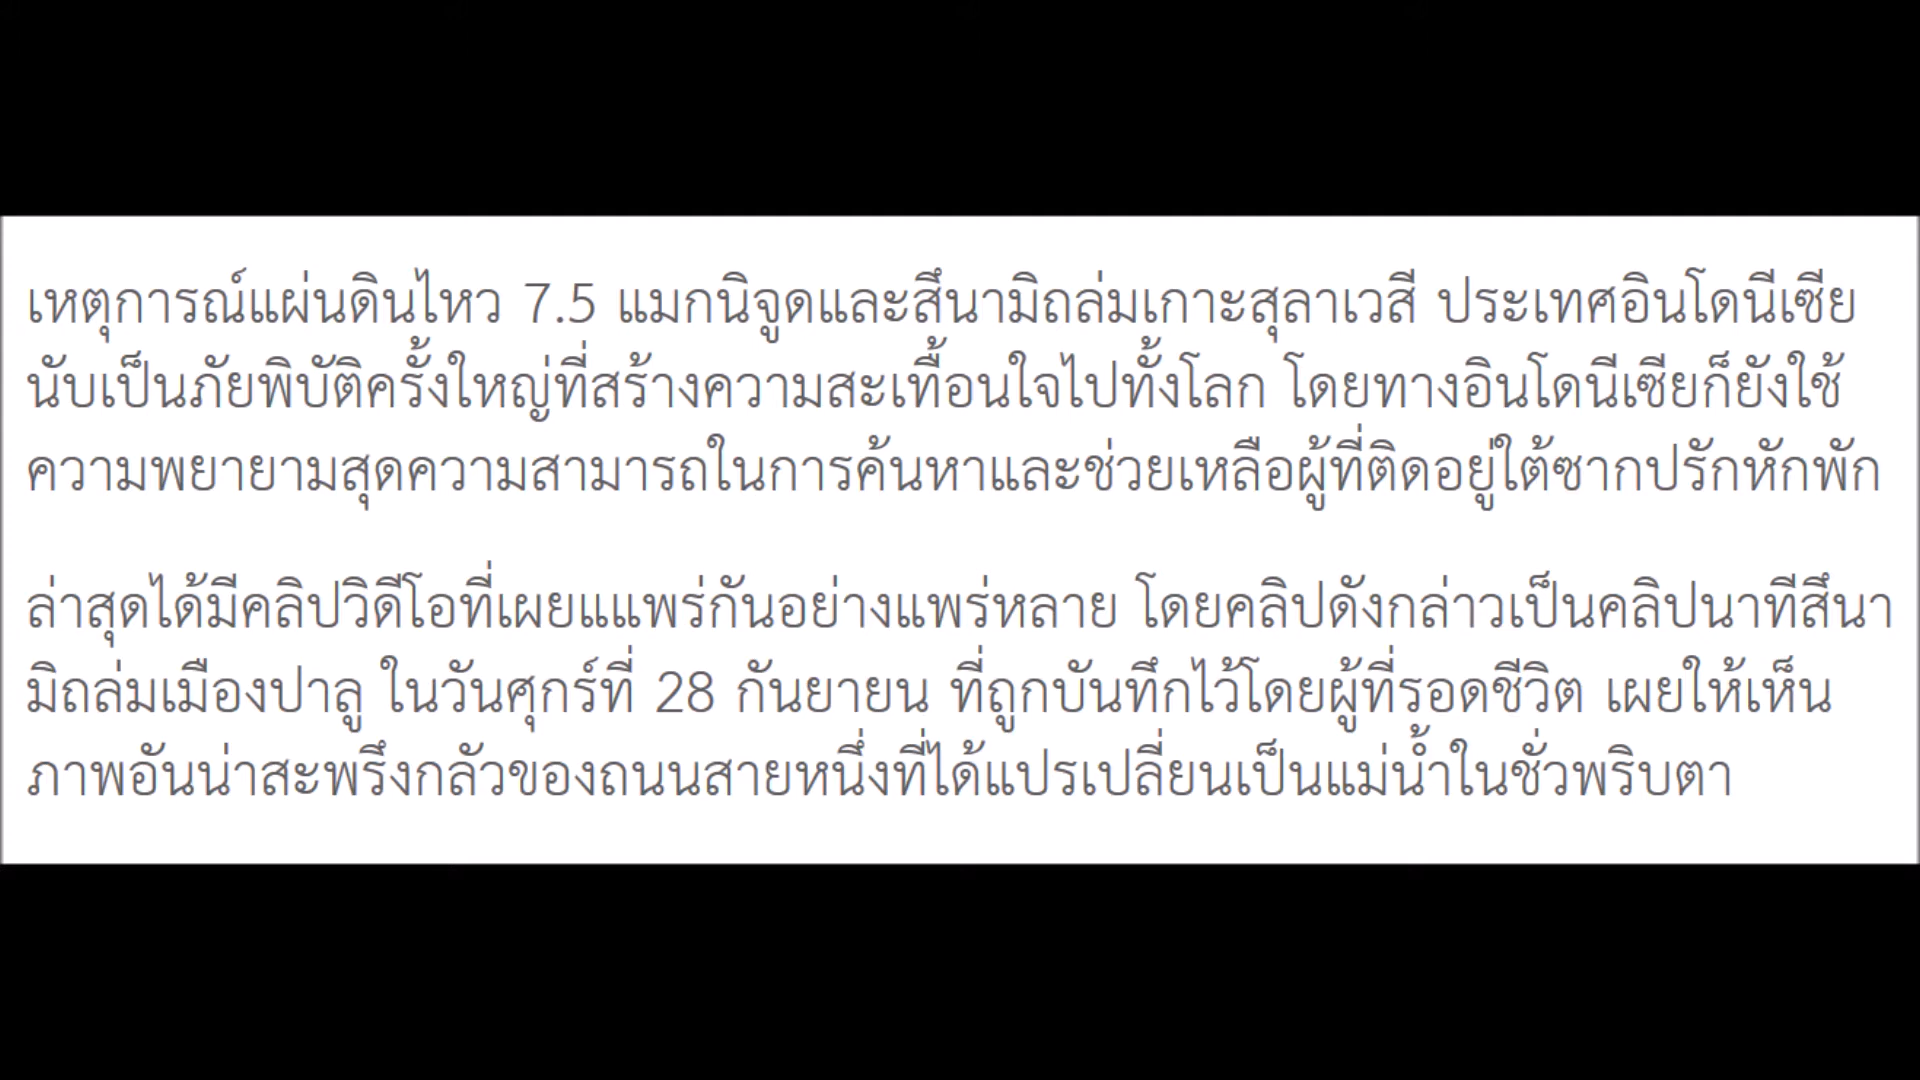 เหตุการณ์แผ่นดินไหว 7.5 แมกนิจูดและสึนามิถล่มเกาะสุลาเวสี ประเทศอินโดนีเซีย
นับเป็นภัยพิบัติครั้งใหญ่ที่สร้างความสะเทื้อนใจไปทั้งโลก โดยทางอินโดนีเซียก็ยังใช้
ความพยายามสุดความสามารถในการค้นหาและช่วยเหลือผู้ที่ติดอยู่ใต้ซากปรักหักพัก
ล่าสุดได้มีคลิปวิดีโอที่เผยแแพร่กันอย่างแพร่หลาย โดยคลิปดังกล่าวเป็นคลิปนาทีสึนา
มิถล่มเมืองปาลู ในวันศุกร์ที่ 28 กันยายน ที่ถูกบันทึกไว้โดยผู้ที่รอดชีวิต เผยให้เห็น
ภาพอันน่าสะพรึงกลัวของถนนสายหนึ่งที่ได้แปรเปลี่ยนเป็นแม่น้ำในชั่วพริบตา